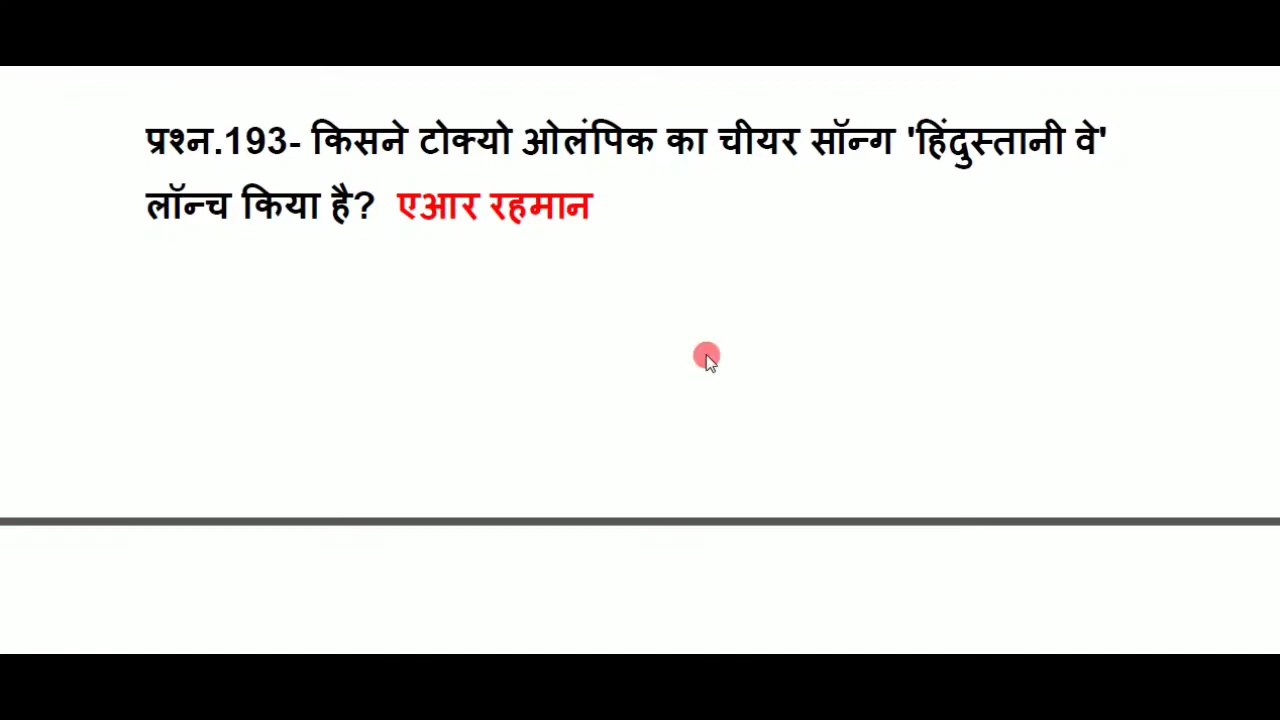 प्रश्न.193- किसने टोक्यो ओलंपिक का चीयर सॉन्ग 'हिंदुस्तानी वे'
लॉन्च किया है? एआर रहमान